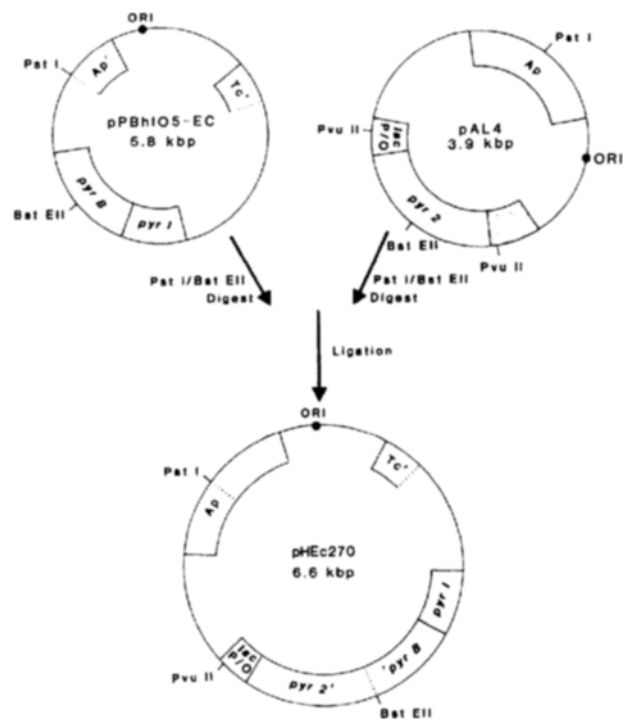 ORI
Pst I
Ap'
Tc'
pPBhIO5-EC
5.8 kbp
pyr B
pyr I
Bst EII
Pst I
Ap
Pvu II
lac
P/O
pAL4
3.9 kbp
ORI
pyr 2
Bst EII
Pvu II
Pst I/Bst EII
Digest
Pst I/Bst EII
Digest
Ligation
ORI
Pst I
Ap
Tc'
pHEc270
6.6 kbp
pyr I
'pyr B
lac
P/O
Pvu II
pyr 2'
Bst EII